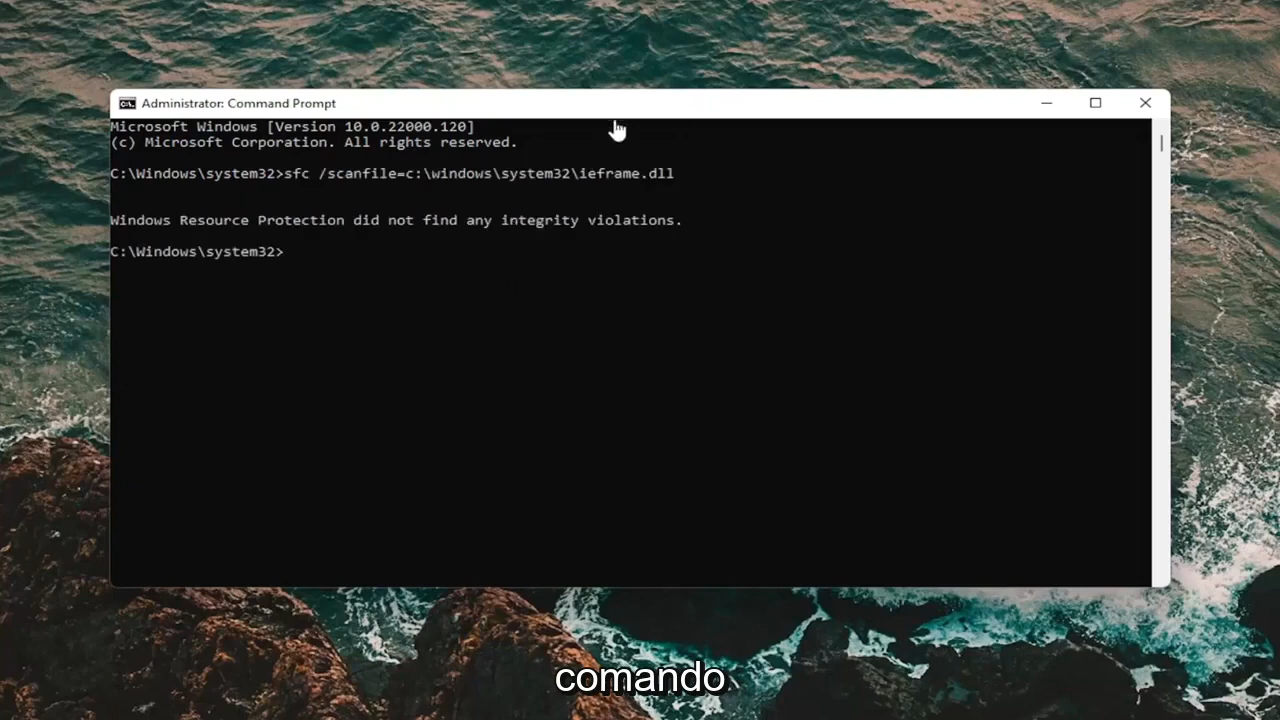 Administrator: Command Prompt
Microsoft Windows [Version 10.0.22000.120]
(c) Microsoft Corporation. All rights reserved.
C:\Windows\system32>sfc /scanfile=c:\windows\system32\ieframe.dll
Windows Resource Protection did not find any integrity violations.
C:\Windows\system32>
comando